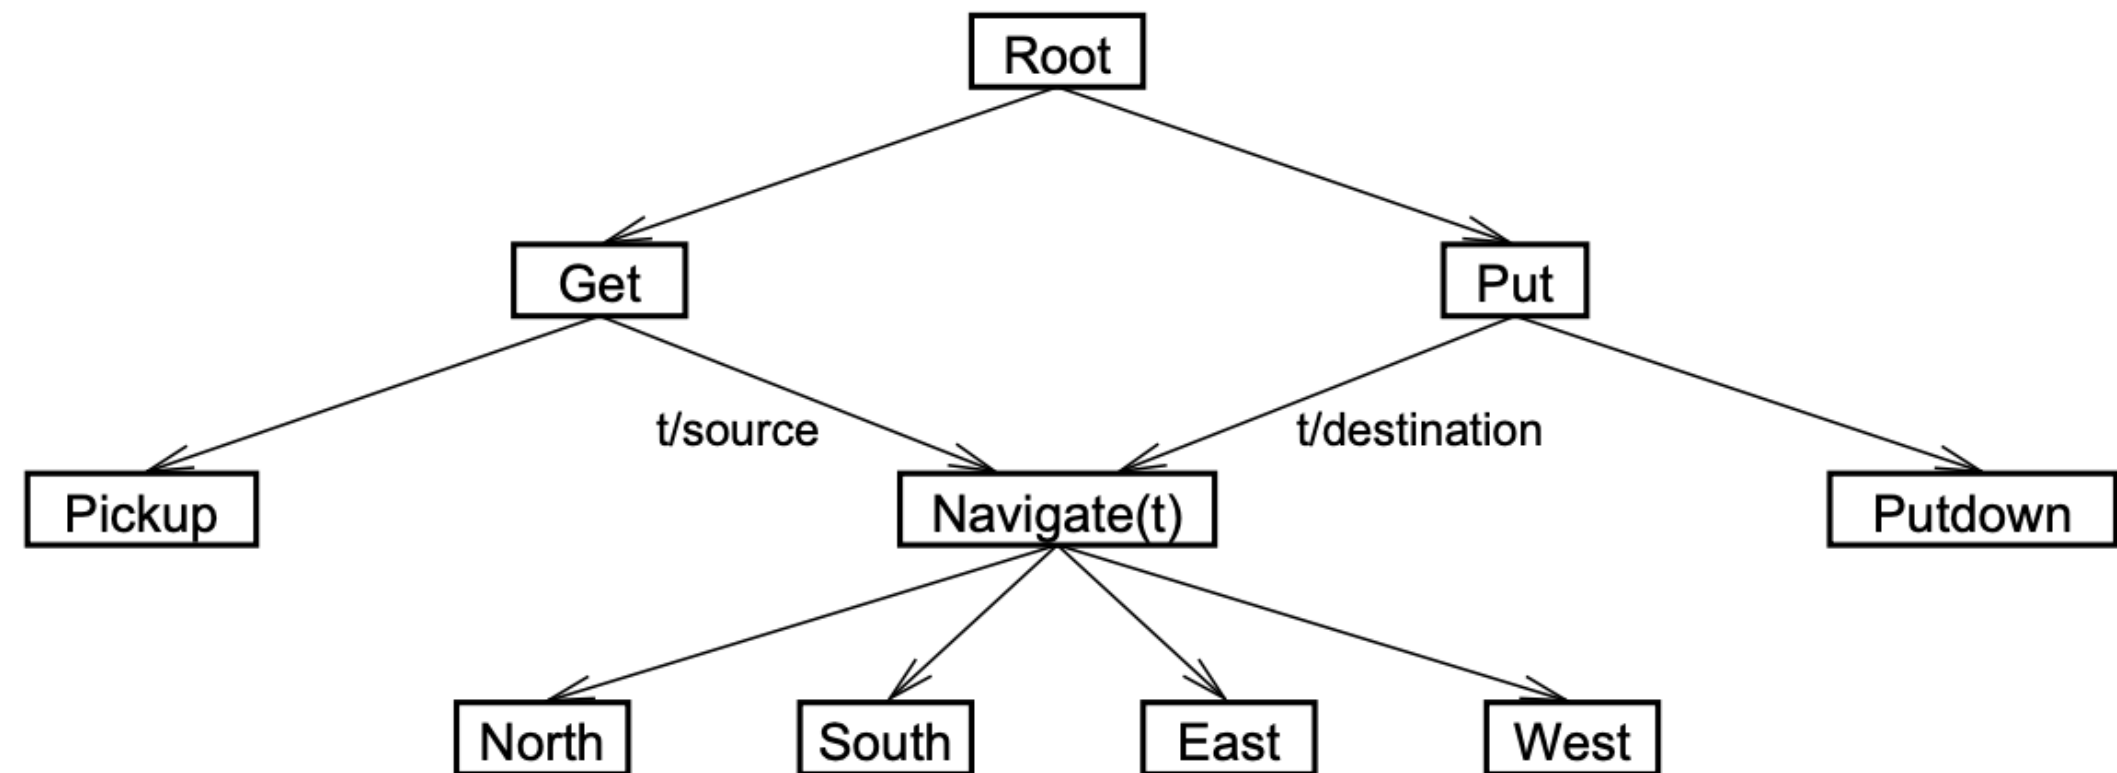 Root
Get
Put
t/source
t/destination
Pickup
Navigate(t)
Putdown
North
South
East
West